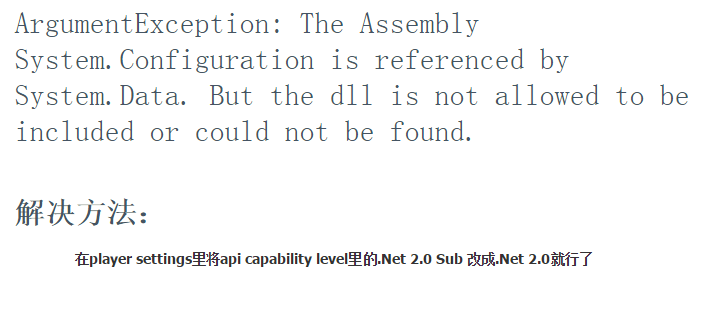 ArgumentException: The Assembly
System.Configuration is referenced by
System.Data. But the dll is not allowed to be
included or could not be found.
解决方法：
在player settings里将api capability level里的.Net 2.0 Sub 改成.Net 2.0就行了